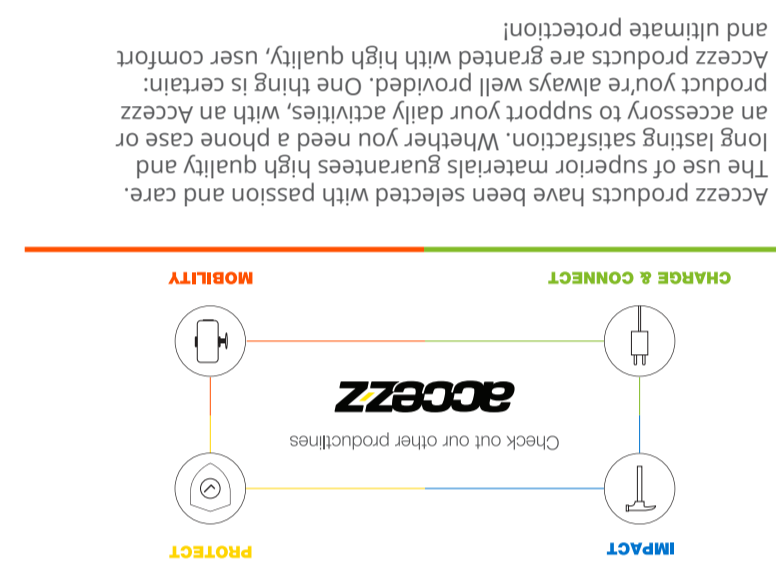 IMPACT
PROTECT
Check out our other productlines
accezz
CHARGE & CONNECT
MOBILITY
Accezz products have been selected with passion and care.
The use of superior materials guarantees high quality and
long lasting satisfaction. Whether you need a phone case or
an accessory to support your daily activities, with an Accezz
product you're always well provided. One thing is certain:
Accezz products are granted with high quality, user comfort
and ultimate protection!